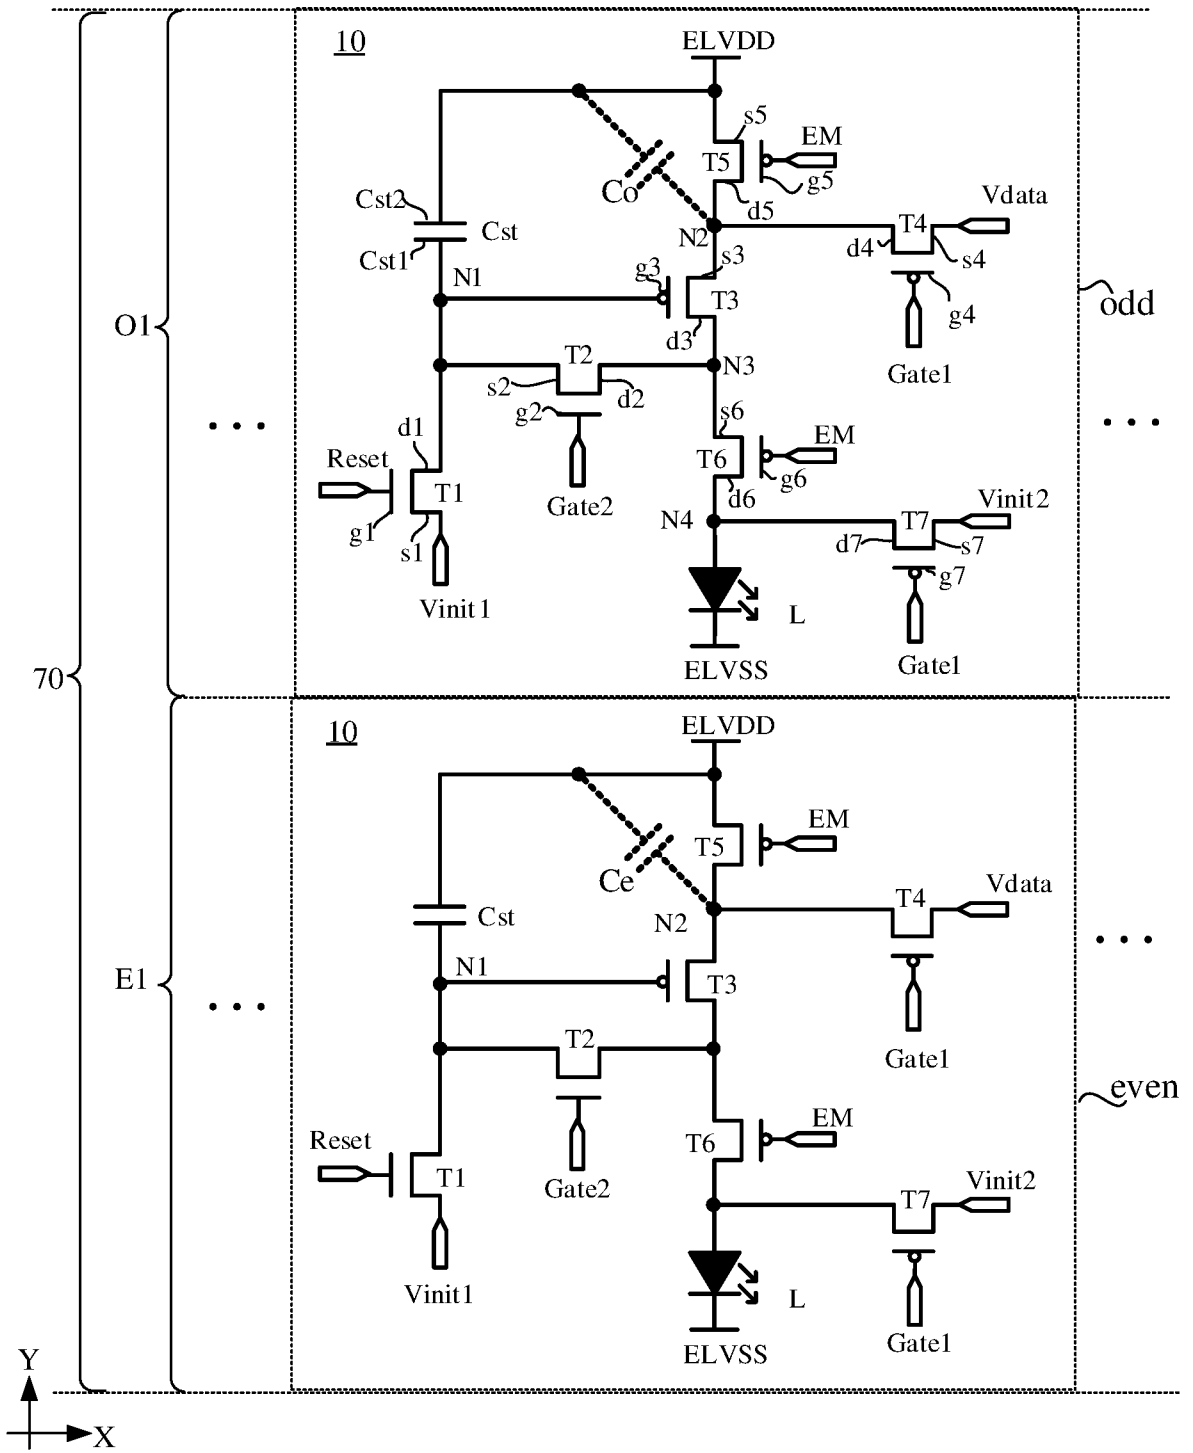 10
ELVDD
s5
EM
T5
g5
Co
d5
Cst2
Cst
Cst1
Vdata
N2
T4
d4
s4
N1
g3
s3
T3
d3
g4
Gate1
odd
O1
T2
N3
s2
d2
g2
Gate2
s6
EM
T6
g6
d6
d1
Reset
T1
g1
s1
Vinit1
N4
Vinit2
T7
d7
s7
g7
Gate1
L
ELVSS
70
10
ELVDD
EM
T5
Ce
Vdata
T4
Cst
N2
N1
T3
Gate1
E1
T2
Gate2
even
EM
T6
Reset
T1
Vinit1
Vinit2
T7
L
Gate1
ELVSS
Y
X